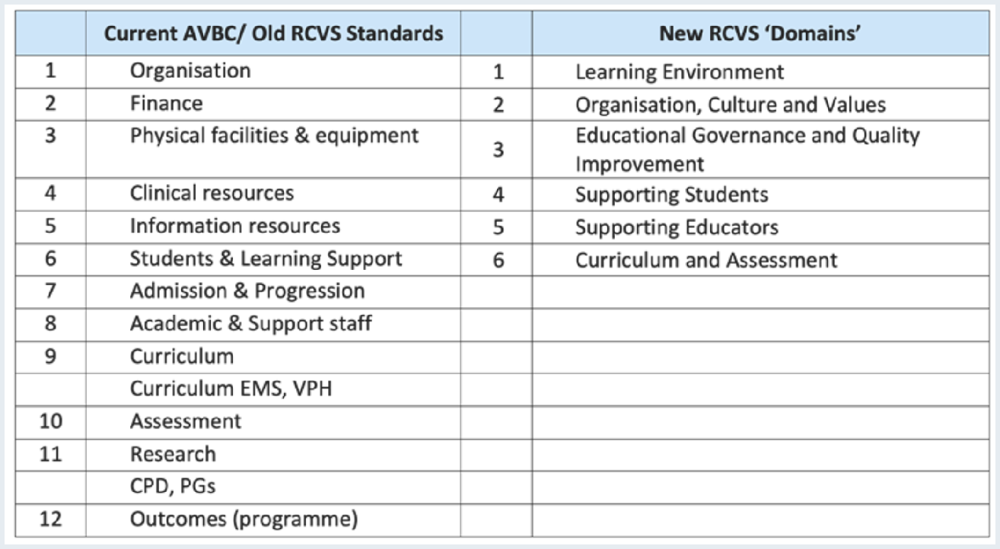 Current AVBC/ Old RCVS Standards New RCVS ‘Domains’
1 Organisation 1 Learning Environment
2 Finance 2 Organisation, Culture and Values
3 Physical facilities & equipment 3 Educational Governance and Quality
Improvement
4 Clinical resources 4 Supporting Students
5 Information resources 5 Supporting Educators
6 Students & Learning Support 6 Curriculum and Assessment
7 Admission & Progression
8 Academic & Support staff
9 Curriculum
Curriculum EMS, VPH
10 Assessment
11 Research
CPD, PGs
12 Outcomes (programme)